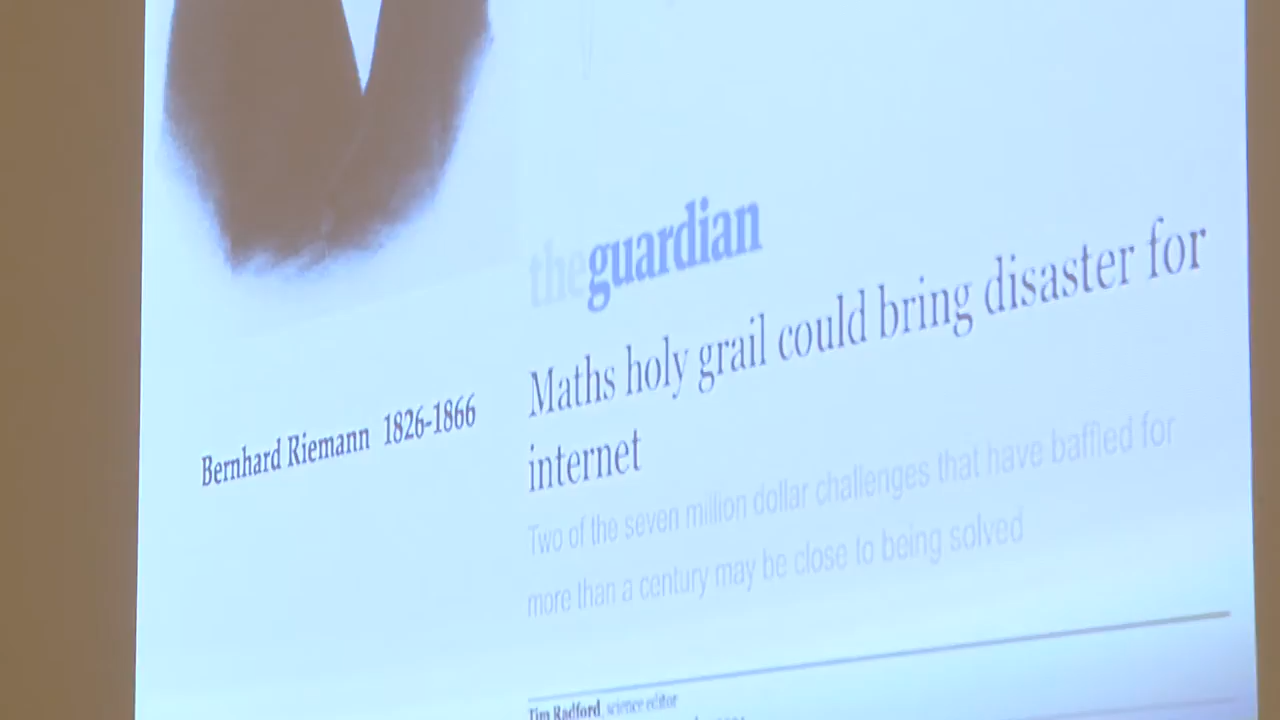 theguardian
Maths holy grail could bring disaster for
internet
Two of the seven million dollar challenges that have baffled for
more than a century may be close to being solved
Tim Radford, science editor
Bernhard Riemann 1826-1866